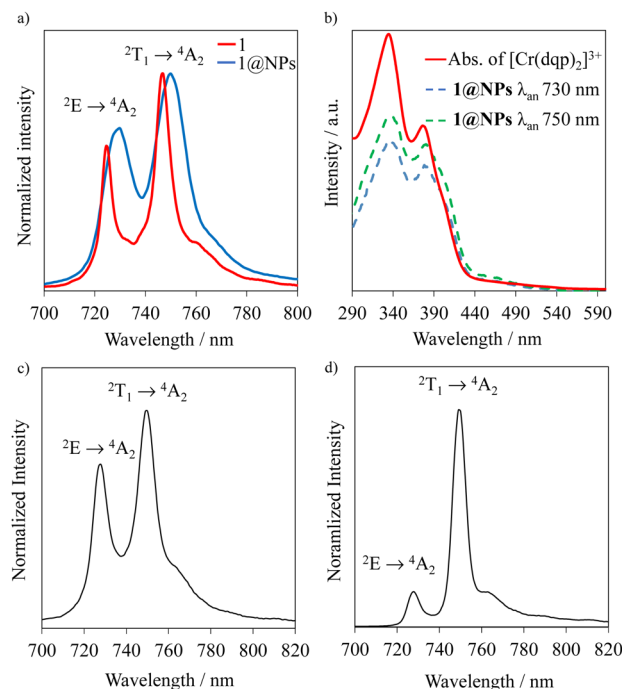 a)
²T₁ → ⁴A₂
1
1@NPs
²E → ⁴A₂
Normalized intensity
700 720 740 760 780 800
Wavelength / nm
b)
Abs. of [Cr(dqp)₂]³⁺
1@NPs λₐₙ 730 nm
1@NPs λₐₙ 750 nm
Intensity / a.u.
290 340 390 440 490 540 590
Wavelength / nm
c)
²T₁ → ⁴A₂
²E → ⁴A₂
Normalized Intensity
700 720 740 760 780 800 820
Wavelength / nm
d)
²T₁ → ⁴A₂
²E → ⁴A₂
Noramlized Intensity
700 720 740 760 780 800 820
Wavelength / nm